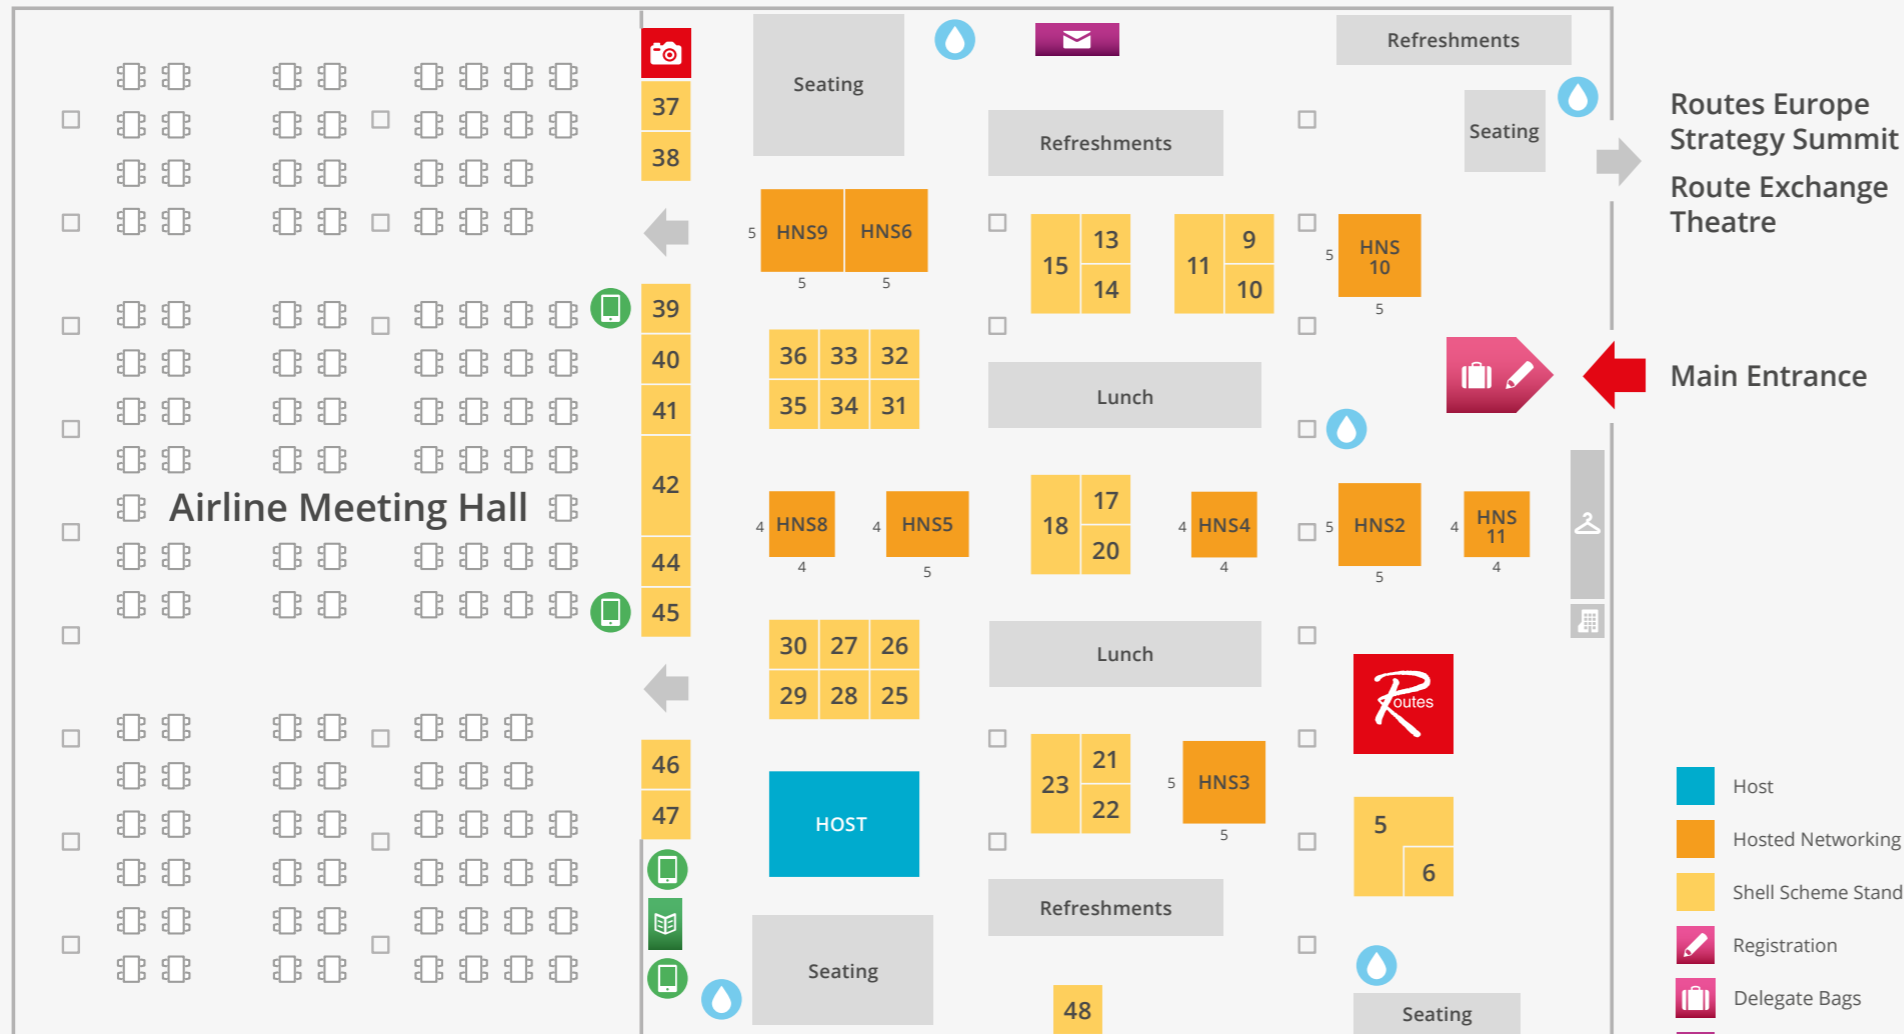 Seating
Refreshments
Routes Europe
Strategy Summit
Route Exchange
Theatre
37
38
Refreshments
Seating
5
HNS9
HNS6
5
5
15
13
14
11
9
10
5
HNS
10
5
39
40
41
42
44
45
36
33
32
35
34
31
Lunch
Main Entrance
Airline Meeting Hall
4
HNS8
4
4
HNS5
5
18
17
20
4
HNS4
4
5
HNS2
5
4
HNS
11
4
30
27
26
29
28
25
Lunch
Routes
46
47
HOST
23
21
22
5
HNS3
5
5
6
Refreshments
Seating
48
Seating
Host
Hosted Networking
Shell Scheme Stand
Registration
Delegate Bags